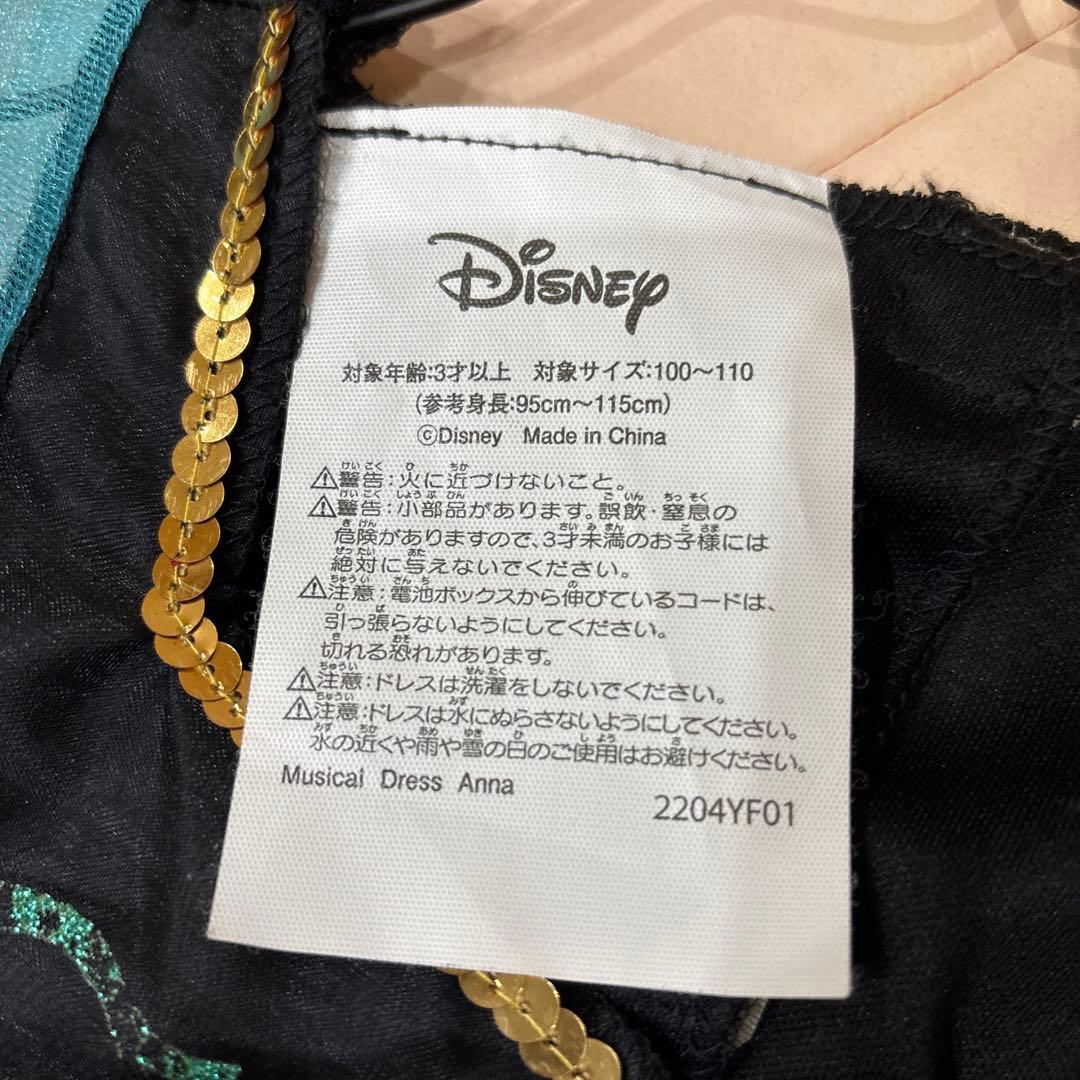 Disney
対象年齢:3才以上　対象サイズ:100〜110
(参考身長:95cm〜115cm)
©Disney　Made in China
⚠警告:火に近づけないこと。
⚠警告:小部品があります。誤飲・窒息の
危険がありますので、3才未満のお子様には
絶対に与えないでください。
⚠注意:電池ボックスから伸びているコードは、
引っ張らないようにしてください。
切れる恐れがあります。
⚠注意:ドレスは洗濯をしないでください。
⚠注意:ドレスは水にぬらさないようにしてください。
水の近くや雨や雪の日のご使用はお避けください。
Musical Dress Anna
2204YF01